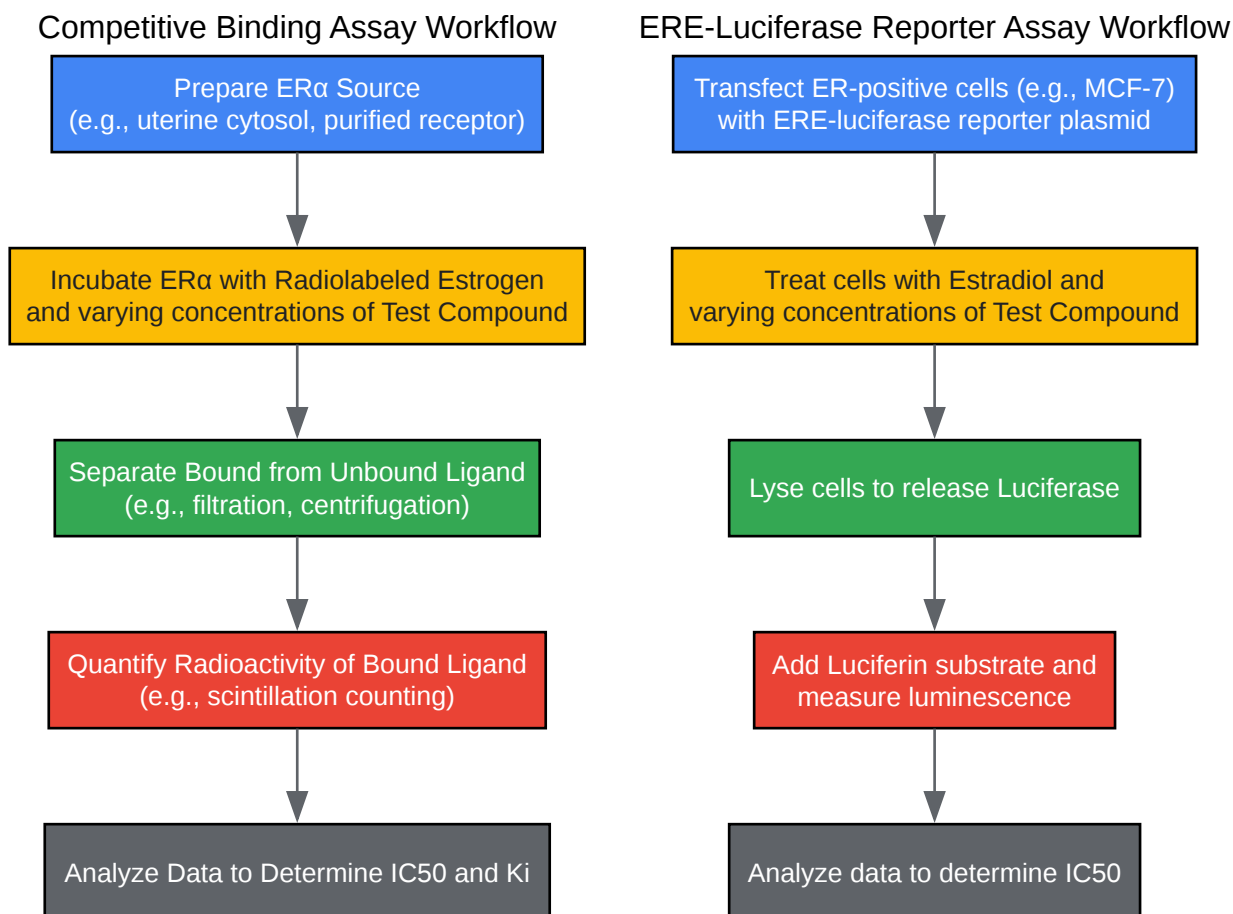 Competitive Binding Assay Workflow
Prepare ERα Source
(e.g., uterine cytosol, purified receptor)
Incubate ERα with Radiolabeled Estrogen
and varying concentrations of Test Compound
Separate Bound from Unbound Ligand
(e.g., filtration, centrifugation)
Quantify Radioactivity of Bound Ligand
(e.g., scintillation counting)
Analyze Data to Determine IC50 and Ki
ERE-Luciferase Reporter Assay Workflow
Transfect ER-positive cells (e.g., MCF-7)
with ERE-luciferase reporter plasmid
Treat cells with Estradiol and
varying concentrations of Test Compound
Lyse cells to release Luciferase
Add Luciferin substrate and
measure luminescence
Analyze data to determine IC50